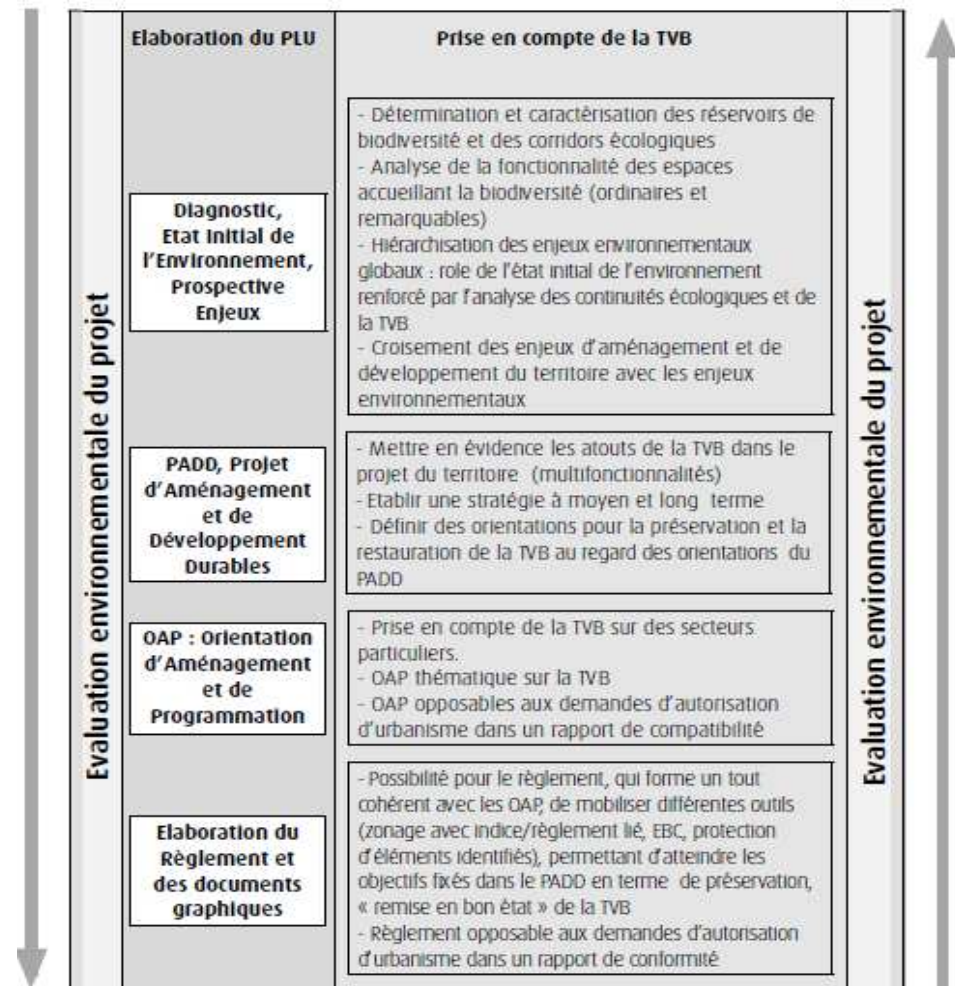 Elaboration du PLU
Prise en compte de la TVB
Evaluation environnementale du projet
Diagnostic,
Etat Initial de
l'Environnement,
Prospective
Enjeux
- Détermination et caractérisation des réservoirs de
biodiversité et des corridors écologiques
- Analyse de la fonctionnalité des espaces
accueillant la biodiversité (ordinaires et
remarquables)
- Hiérarchisation des enjeux environnementaux
globaux : role de l'état initial de l'environnement
renforcé par l'analyse des continuités écologiques et de
la TVB
- Croisement des enjeux d'aménagement et de
développement du territoire avec les enjeux
environnementaux
PADD, Projet
d'Aménagement
et de
Développement
Durables
- Mettre en évidence les atouts de la TVB dans le
projet du territoire (multifonctionnalités)
- Etablir une stratégie à moyen et long terme
- Définir des orientations pour la préservation et la
restauration de la TVB au regard des orientations du
PADD
OAP : Orientation
d'Aménagement
et de
Programmation
- Prise en compte de la TVB sur des secteurs
particuliers.
- OAP thématique sur la TVB
- OAP opposables aux demandes d'autorisation
d'urbanisme dans un rapport de compatibilité
Elaboration du
Règlement et
des documents
graphiques
- Possibilité pour le règlement, qui forme un tout
cohérent avec les OAP, de mobiliser différentes outils
(zonage avec indice/règlement lié, EBC, protection
d'éléments identifiés), permettant d'atteindre les
objectifs fixés dans le PADD en terme de préservation,
« remise en bon état » de la TVB
- Règlement opposable aux demandes d'autorisation
d'urbanisme dans un rapport de conformité
Evaluation environnementale du projet